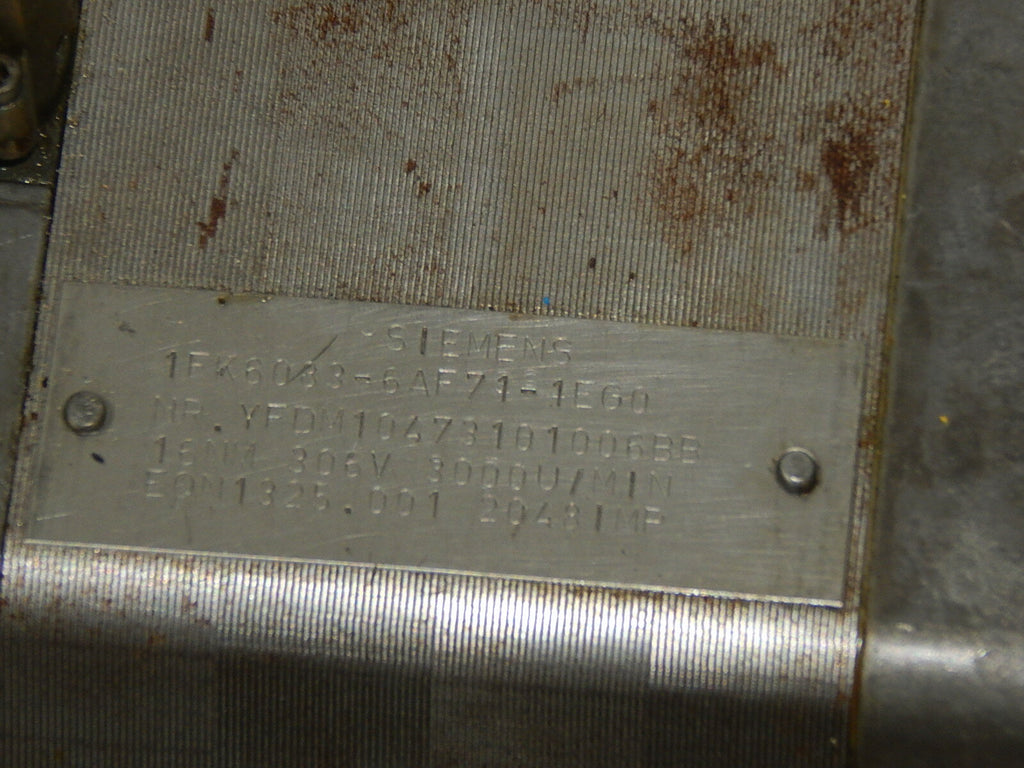 SIEMENS
1FK6083-6AF71-1EG0
NR. YFDM10473101006BB
16NM 306V 3000U/MIN
EQN1325.001 2048IMP